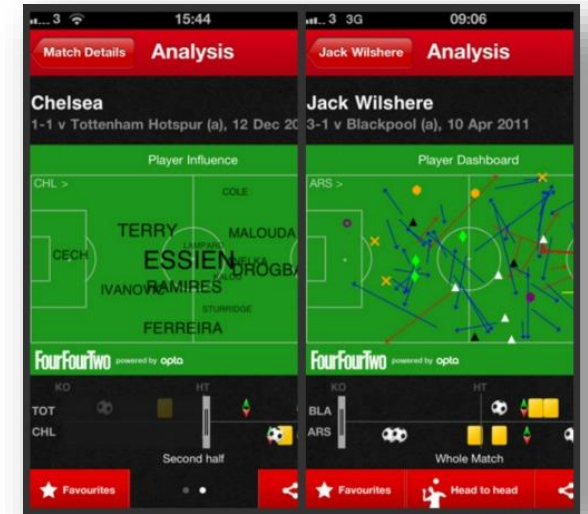 3 15:44
Match Details Analysis
Chelsea
1-1 v Tottenham Hotspur (a), 12 Dec 20
Player Influence
CHL >
COLE
TERRY
MALOUDA
LAMPARD
CECH
ESSIEN
DROGBA
IVANOVIC
RAMIRES
STURRIDGE
FERREIRA
FourFourTwo powered by opta
KO HT
TOT
CHL
Second half
Favourites
3 3G 09:06
Jack Wilshere Analysis
Jack Wilshere
3-1 v Blackpool (a), 10 Apr 2011
Player Dashboard
ARS >
FourFourTwo powered by opta
KO HT
BLA
ARS
Whole Match
Favourites Head to head